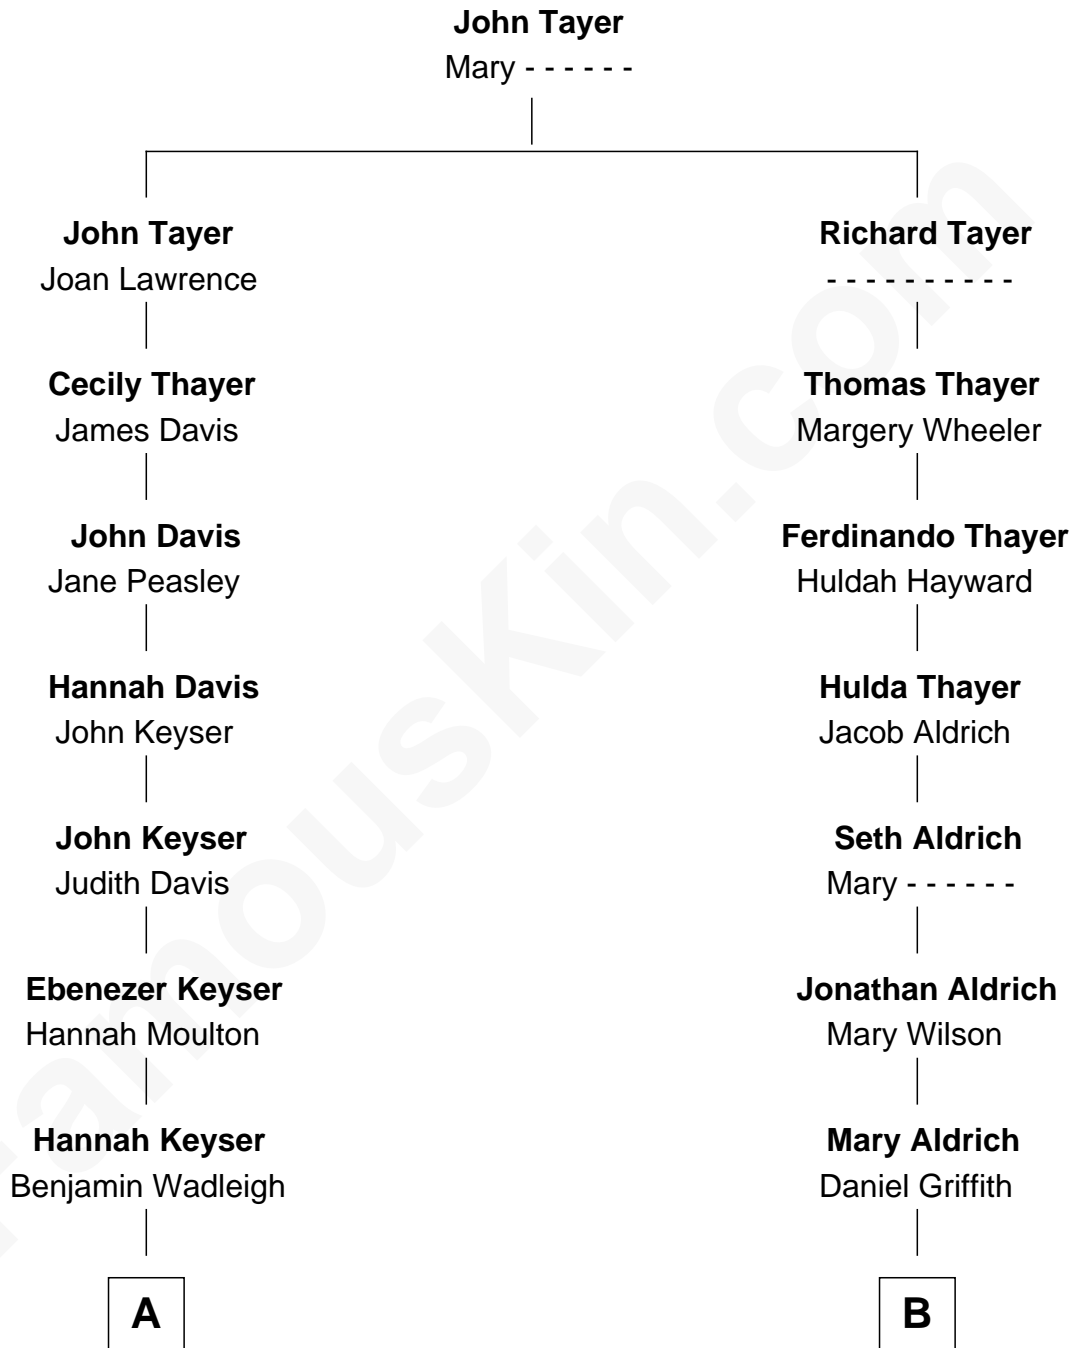 John Tayer
Mary - - - - - -
John Tayer
Joan Lawrence
Richard Tayer
- - - - - - - - - -
Cecily Thayer
James Davis
Thomas Thayer
Margery Wheeler
John Davis
Jane Peasley
Ferdinando Thayer
Huldah Hayward
Hannah Davis
John Keyser
Hulda Thayer
Jacob Aldrich
John Keyser
Judith Davis
Seth Aldrich
Mary - - - - - -
Ebenezer Keyser
Hannah Moulton
Jonathan Aldrich
Mary Wilson
Hannah Keyser
Benjamin Wadleigh
Mary Aldrich
Daniel Griffith
A
B
FamousKin.com